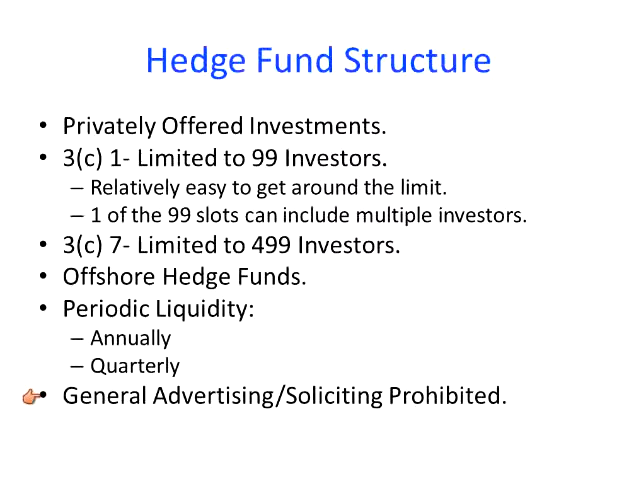 Hedge Fund Structure
• Privately Offered Investments.
• 3(c) 1- Limited to 99 Investors.
– Relatively easy to get around the limit.
– 1 of the 99 slots can include multiple investors.
• 3(c) 7- Limited to 499 Investors.
• Offshore Hedge Funds.
• Periodic Liquidity:
– Annually
– Quarterly
• General Advertising/Soliciting Prohibited.